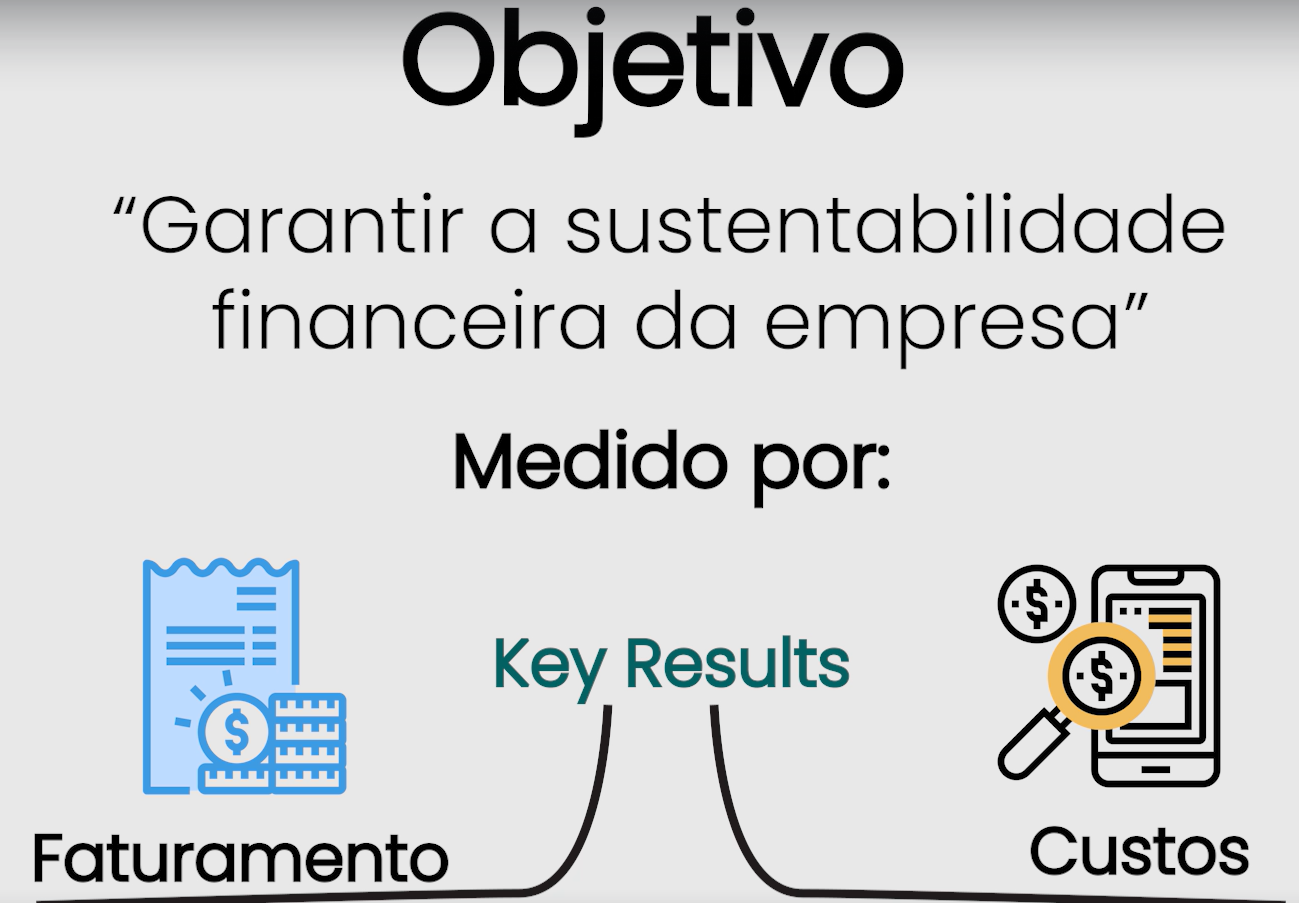 Objetivo
“Garantir a sustentabilidade
financeira da empresa”
Medido por:
Key Results
$
$
$
Faturamento
Custos